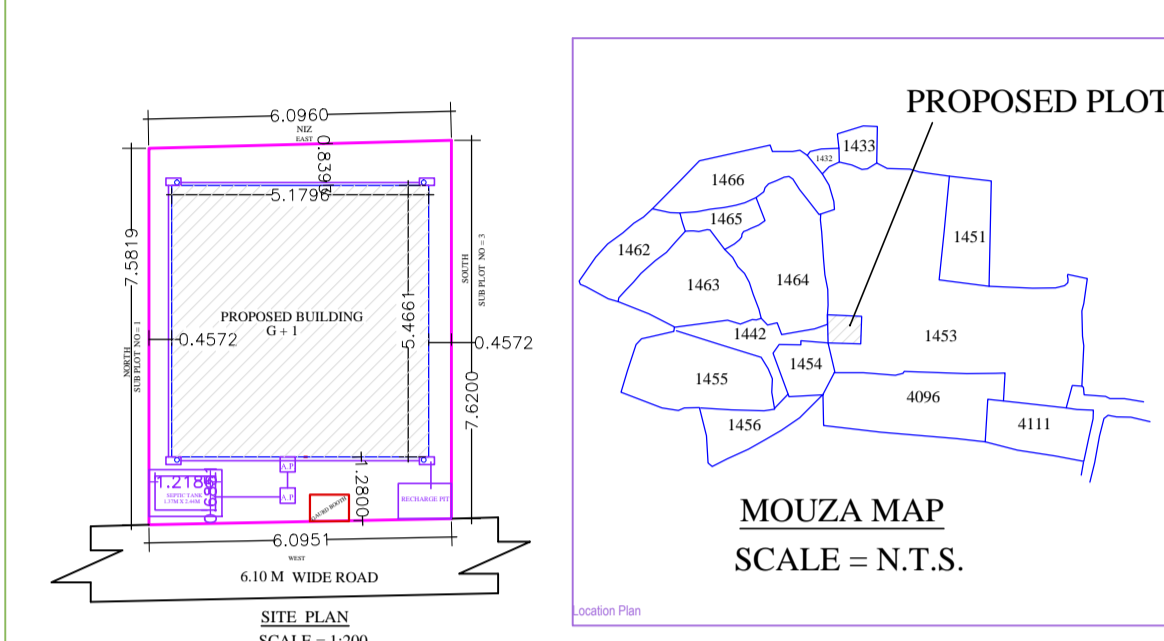 6.0960
NIZ
EAST
5.1796
7.5819
NORTH
SUB PLOT NO = 1
PROPOSED BUILDING
G + 1
0.4572
5.4661
0.4572
SOUTH
SUB PLOT NO = 3
7.6200
SEPTIC TANK
A.P
A.P
1.2800
RECHARGE PIT
6.0951
WEST
6.10 M WIDE ROAD
SITE PLAN
SCALE = 1:200
PROPOSED PLOT
1433
1432
1466
1465
1462
1463
1464
1451
1442
1453
1454
1455
4096
1456
4111
MOUZA MAP
SCALE = N.T.S.
Location Plan